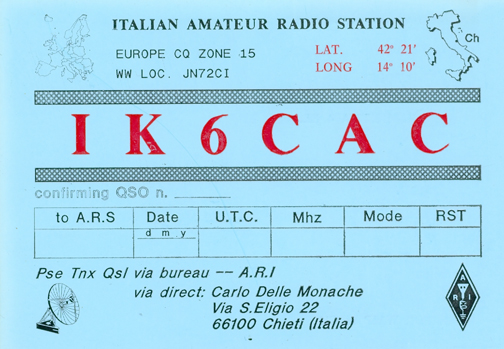 ITALIAN AMATEUR RADIO STATION
EUROPE CQ ZONE 15
WW LOC. JN72CI
LAT. 42° 21'
LONG 14° 10'
Ch
IK6CAC
confirming QSO n. ________
to A.R.S Date U.T.C. Mhz Mode RST
d m y
Pse Tnx Qsl via bureau -- A.R.I
via direct: Carlo Delle Monache
Via S.Eligio 22
66100 Chieti (Italia)
A
R I